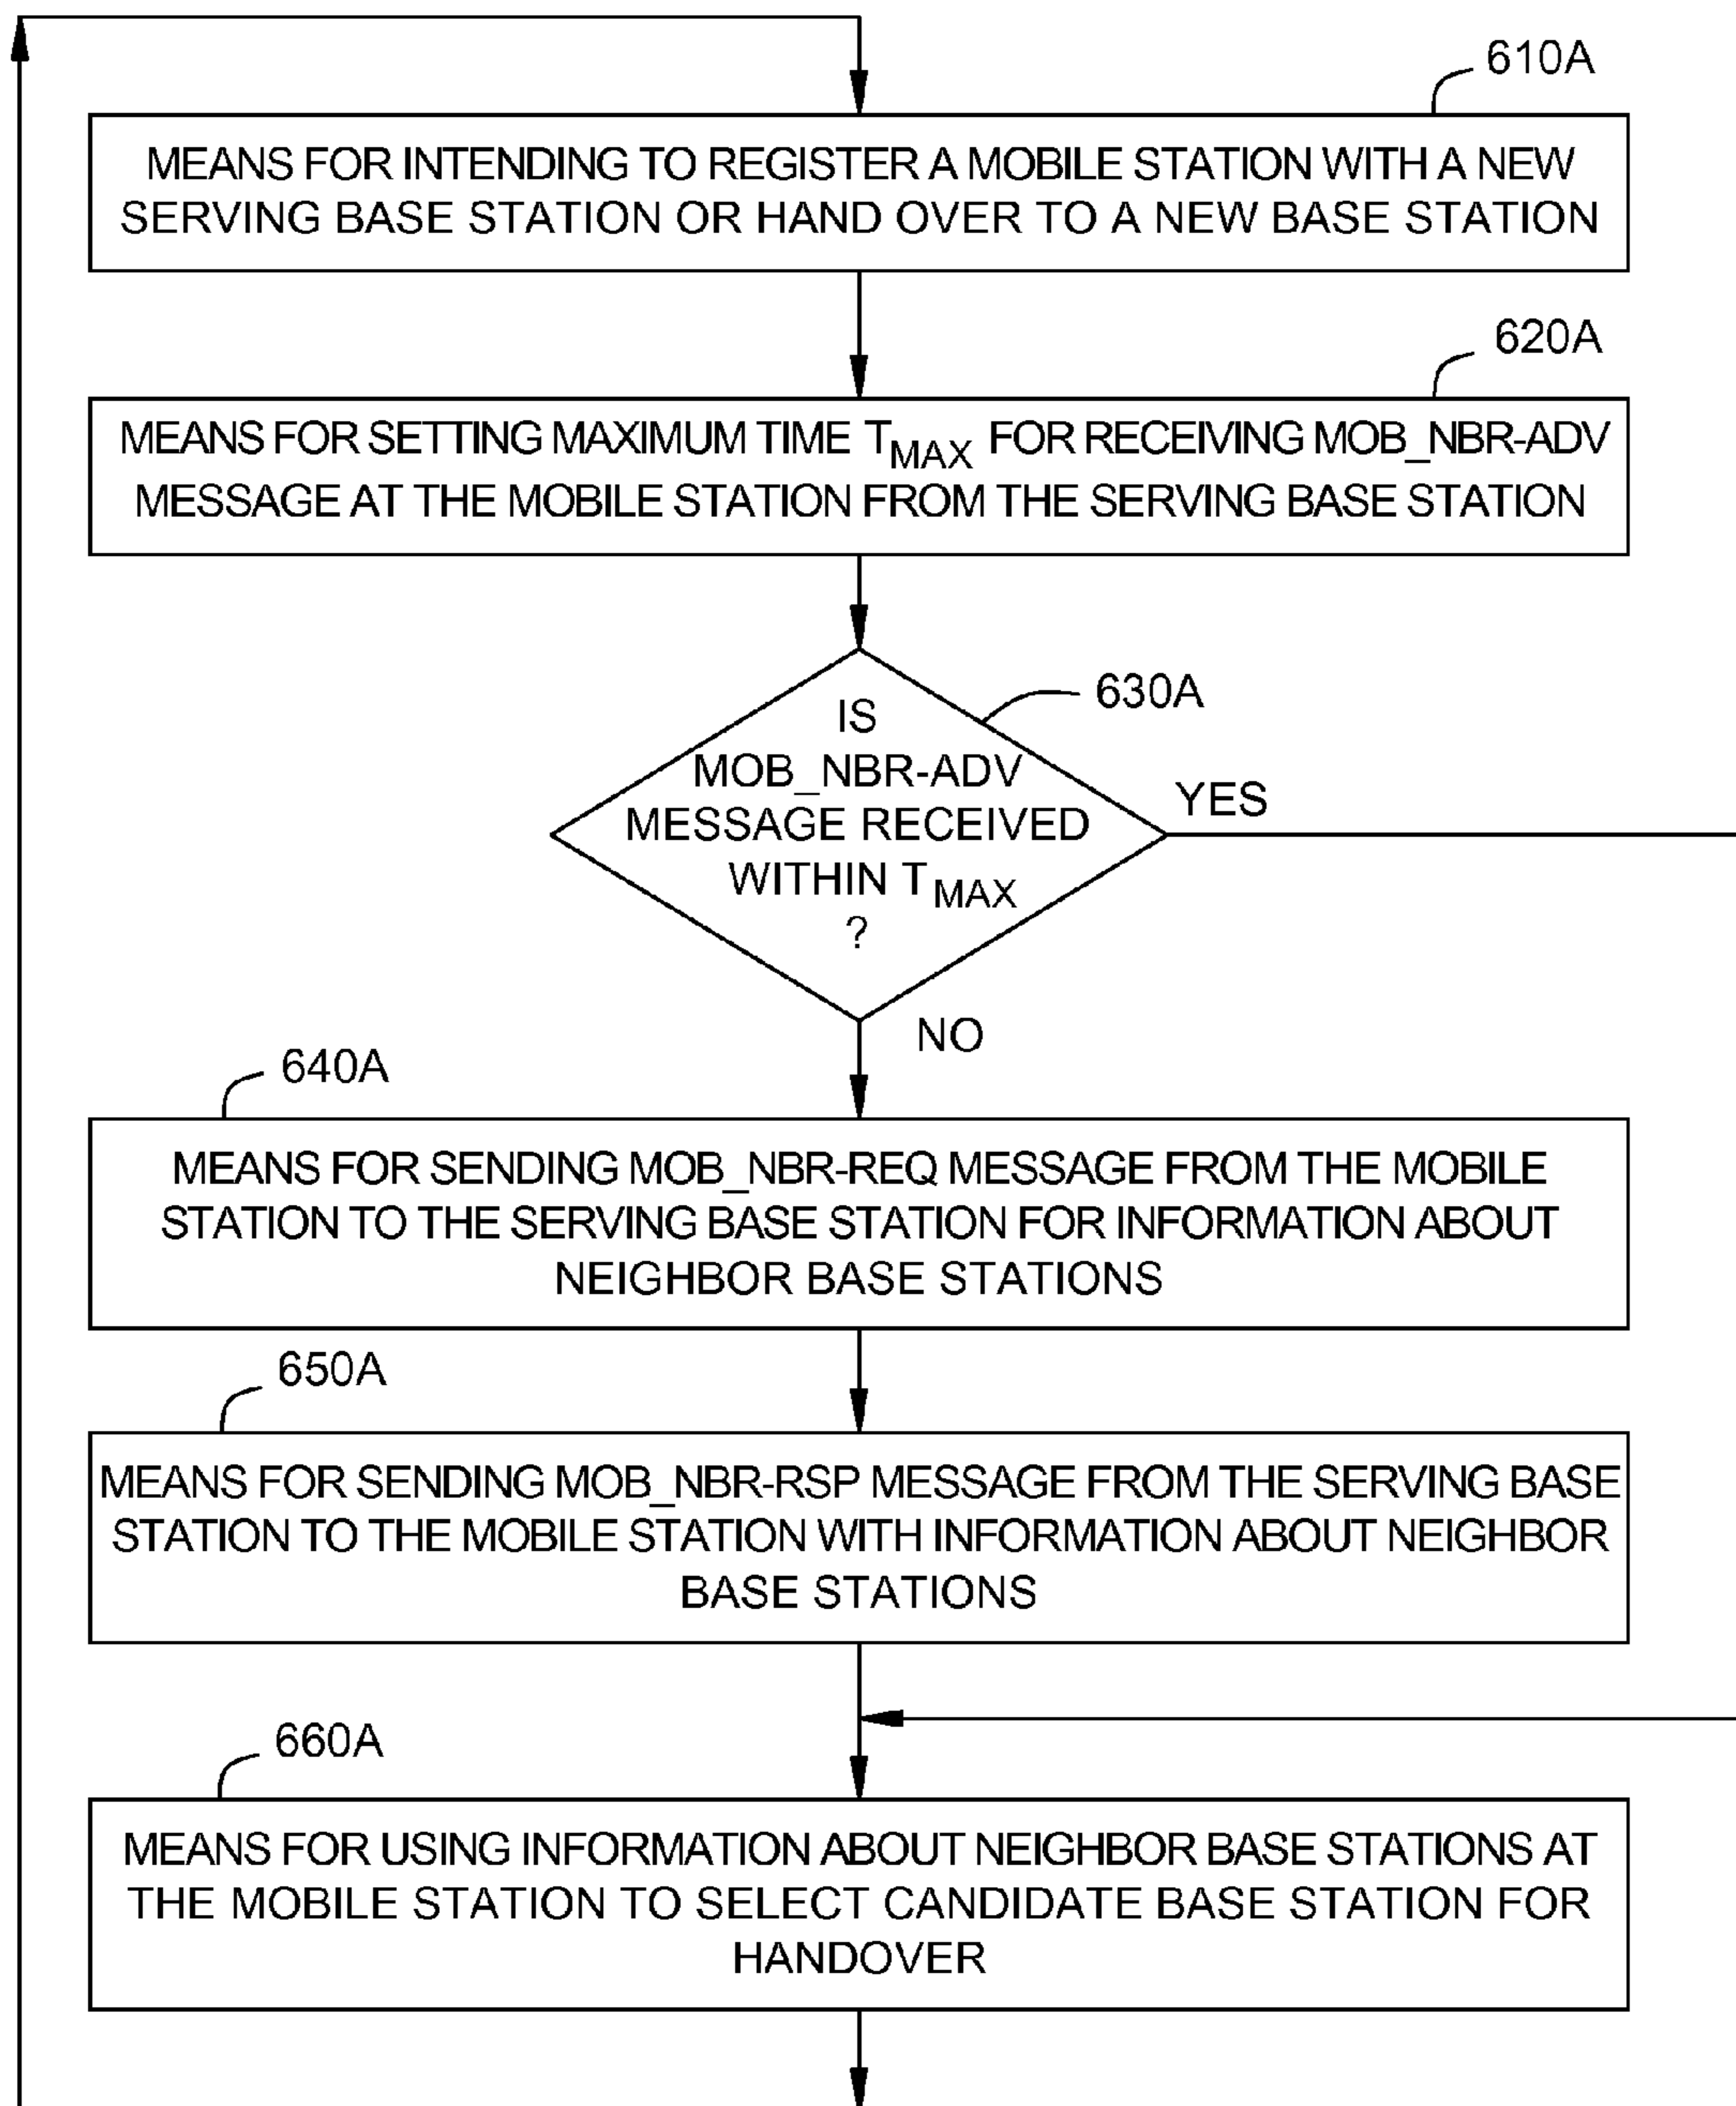 610A
MEANS FOR INTENDING TO REGISTER A MOBILE STATION WITH A NEW
SERVING BASE STATION OR HAND OVER TO A NEW BASE STATION
620A
MEANS FOR SETTING MAXIMUM TIME TMAX FOR RECEIVING MOB_NBR-ADV
MESSAGE AT THE MOBILE STATION FROM THE SERVING BASE STATION
630A
IS
MOB_NBR-ADV
MESSAGE RECEIVED
WITHIN TMAX
?
YES
NO
640A
MEANS FOR SENDING MOB_NBR-REQ MESSAGE FROM THE MOBILE
STATION TO THE SERVING BASE STATION FOR INFORMATION ABOUT
NEIGHBOR BASE STATIONS
650A
MEANS FOR SENDING MOB_NBR-RSP MESSAGE FROM THE SERVING BASE
STATION TO THE MOBILE STATION WITH INFORMATION ABOUT NEIGHBOR
BASE STATIONS
660A
MEANS FOR USING INFORMATION ABOUT NEIGHBOR BASE STATIONS AT
THE MOBILE STATION TO SELECT CANDIDATE BASE STATION FOR
HANDOVER